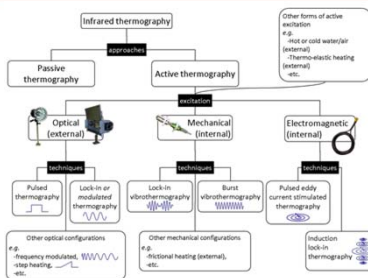 Infrared thermography
approaches
Passive
thermography
Active thermography
Other forms of active
excitation
e.g.
-Hot or cold water/air
(external)
-Thermo-elastic heating
(external)
-etc.
excitation
Optical
(external)
Mechanical
(internal)
Electromagnetic
(internal)
techniques
techniques
techniques
Pulsed
thermography
Lock-in or
modulated
thermography
Lock-in
vibrothermography
Burst
vibrothermography
Pulsed eddy
current stimulated
thermography
Other optical configurations
e.g.
-frequency modulated,
-step heating,
-etc.
Other mechanical configurations
e.g.
-frictional heating (external),
-etc.
Induction
lock-in
thermography